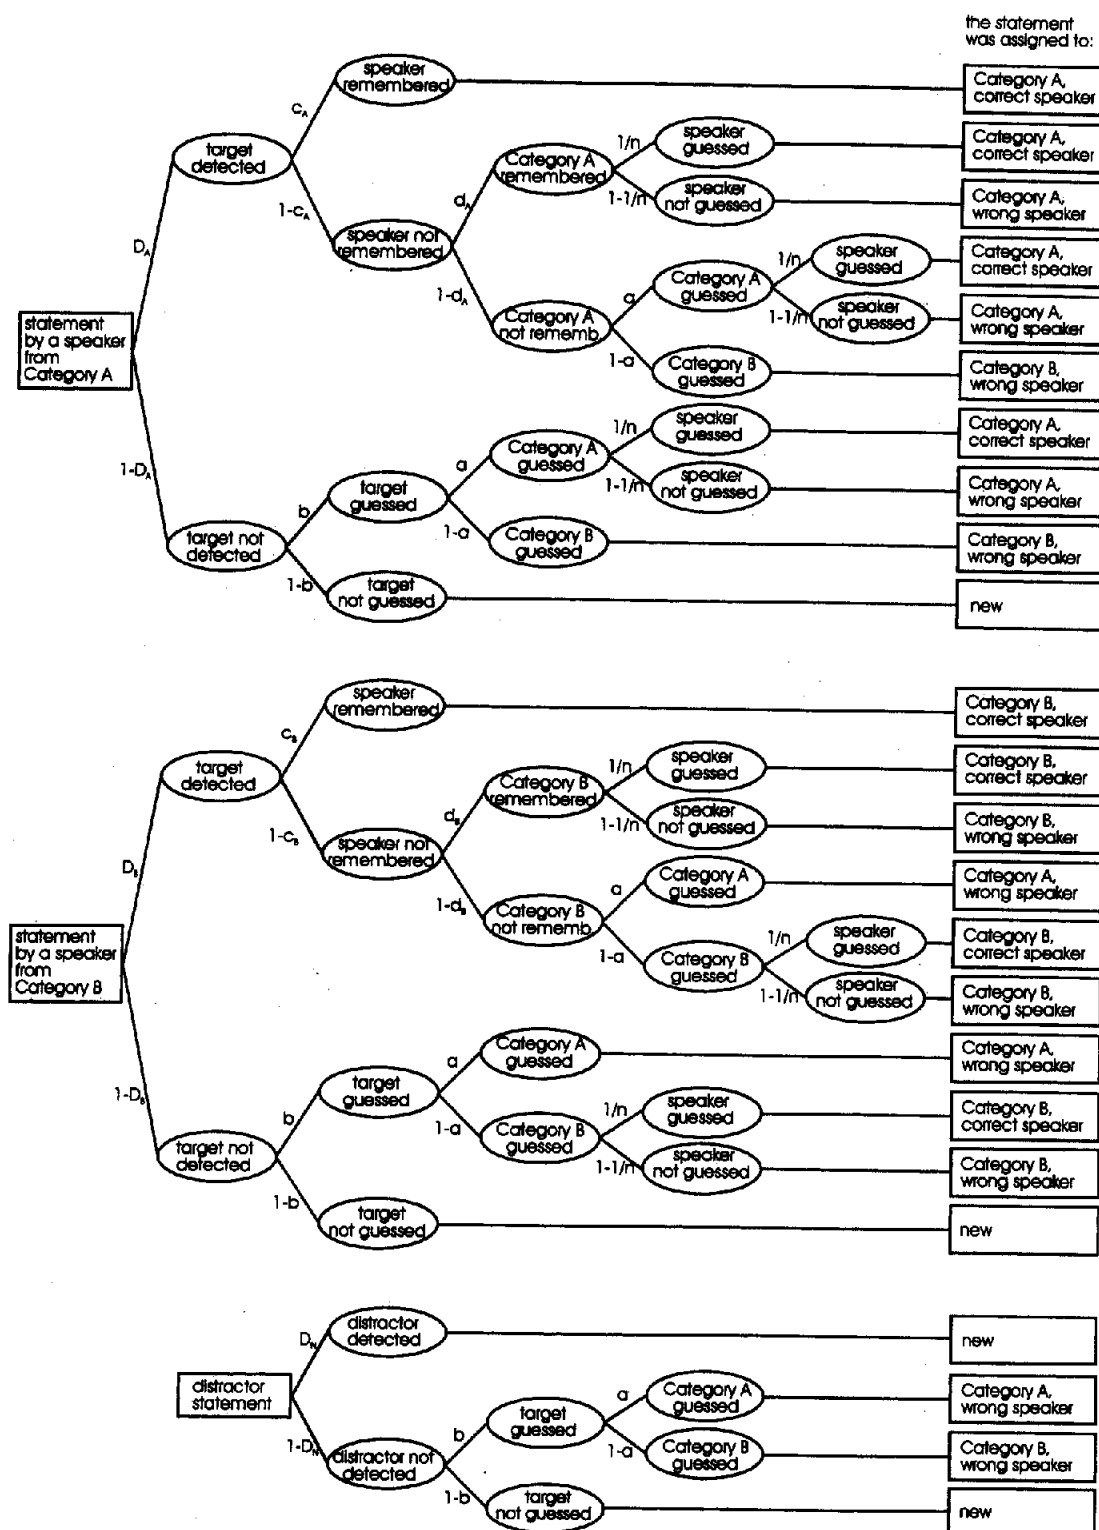 the statement
was assigned to:
speaker
remembered
Category A,
correct speaker
C_A
target
detected
1/n
speaker
guessed
Category A,
correct speaker
Category A
remembered
d_A
1-1/n
speaker
not guessed
Category A,
wrong speaker
1-C_A
speaker not
remembered
D_A
1/n
speaker
guessed
Category A,
correct speaker
1-d_A
a
Category A
guessed
1-1/n
speaker
not guessed
Category A,
wrong speaker
Category A
not rememb.
statement
by a speaker
from
Category A
1-a
Category B
guessed
Category B,
wrong speaker
1/n
speaker
guessed
Category A,
correct speaker
Category A
guessed
a
1-1/n
speaker
not guessed
Category A,
wrong speaker
1-D_A
target
guessed
b
1-a
Category B
guessed
Category B,
wrong speaker
target not
detected
1-b
target
not guessed
new
speaker
remembered
Category B,
correct speaker
C_B
target
detected
1/n
speaker
guessed
Category B,
correct speaker
Category B
remembered
d_B
1-1/n
speaker
not guessed
Category B,
wrong speaker
1-C_B
speaker not
remembered
D_B
a
Category A
guessed
Category A,
wrong speaker
1-d_B
Category B
not rememb.
1-a
Category B
guessed
1/n
speaker
guessed
Category B,
correct speaker
1-1/n
speaker
not guessed
Category B,
wrong speaker
statement
by a speaker
from
Category B
a
Category A
guessed
Category A,
wrong speaker
1-D_B
target
guessed
b
1-a
Category B
guessed
1/n
speaker
guessed
Category B,
correct speaker
1-1/n
speaker
not guessed
Category B,
wrong speaker
target not
detected
1-b
target
not guessed
new
distractor
detected
new
D_N
distractor
statement
a
Category A
guessed
Category A,
wrong speaker
target
guessed
b
1-a
Category B
guessed
Category B,
wrong speaker
1-D_N
distractor not
detected
1-b
target
not guessed
new